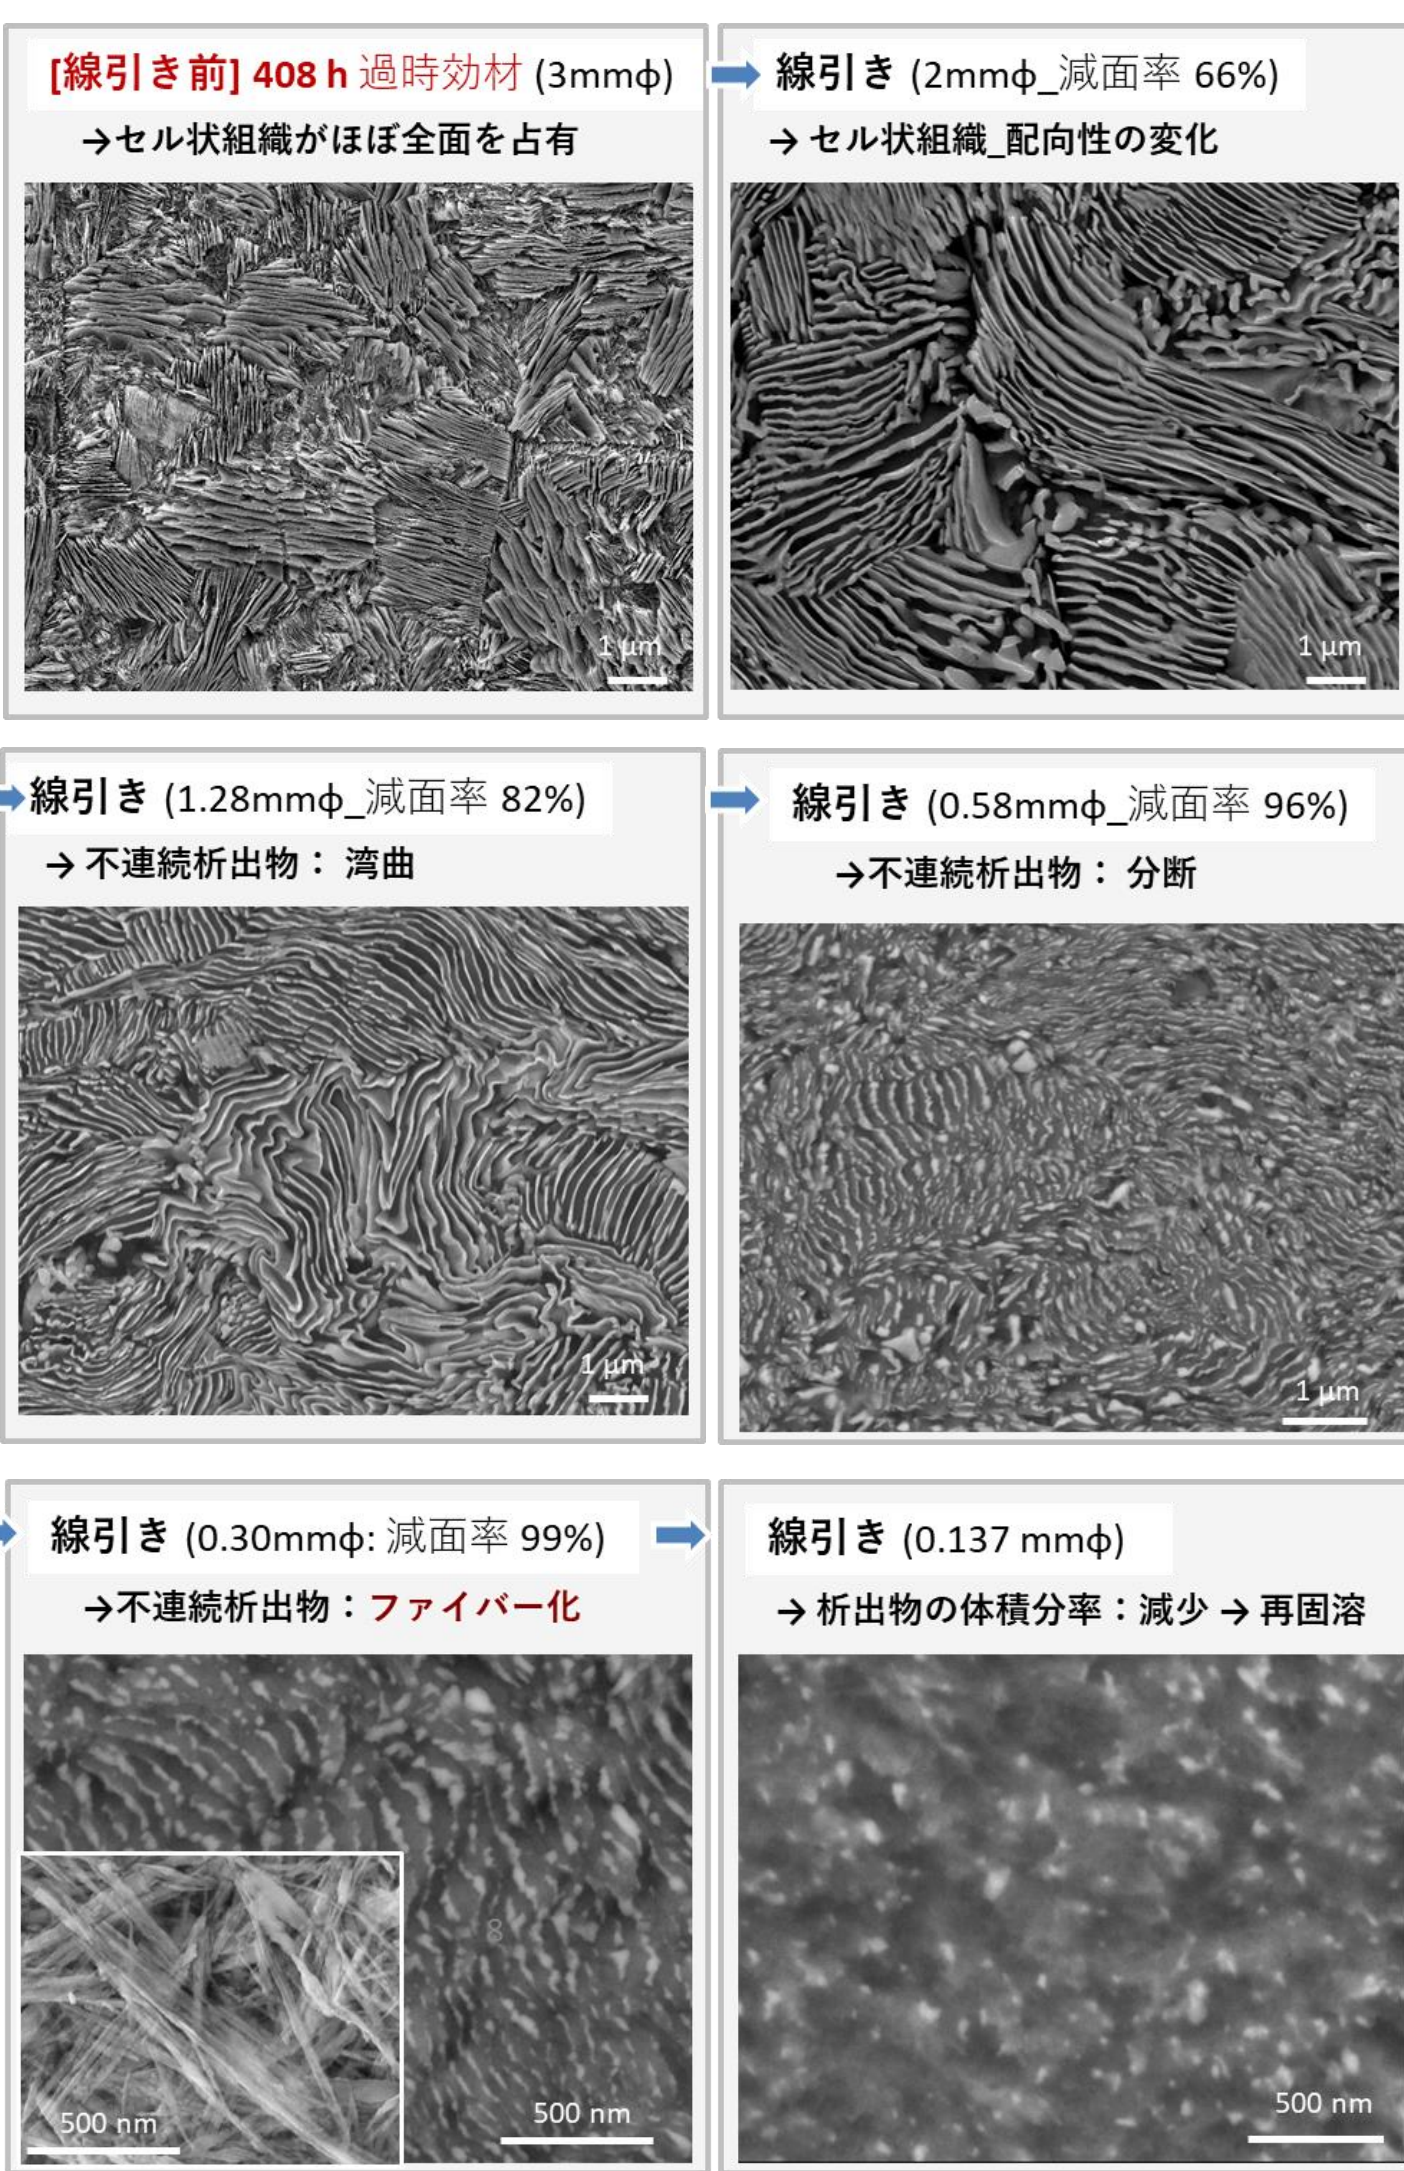 [線引き前] 408 h 過時効材 (3mmϕ)
→セル状組織がほぼ全面を占有
1 μm
線引き (2mmϕ_減面率 66%)
→ セル状組織_配向性の変化
1 μm
線引き (1.28mmϕ_減面率 82%)
→ 不連続析出物： 湾曲
1 μm
線引き (0.58mmϕ_減面率 96%)
→不連続析出物： 分断
1 μm
線引き (0.30mmϕ: 減面率 99%)
→不連続析出物：ファイバー化
8
500 nm
500 nm
線引き (0.137 mmϕ)
→ 析出物の体積分率：減少 → 再固溶
500 nm